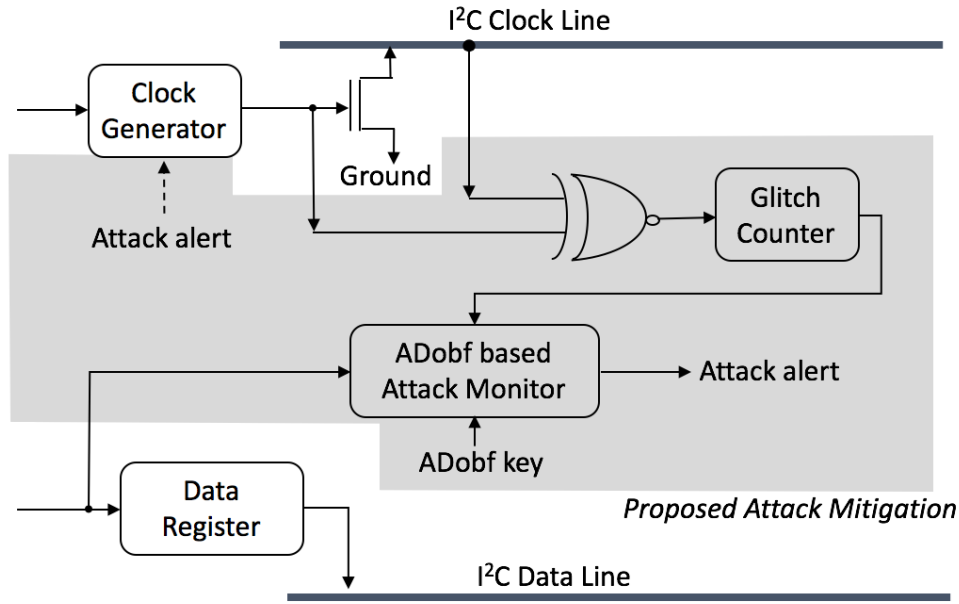 I²C Clock Line
Clock
Generator
Ground
Attack alert
Glitch
Counter
ADobf based
Attack Monitor
Attack alert
ADobf key
Data
Register
Proposed Attack Mitigation
I²C Data Line